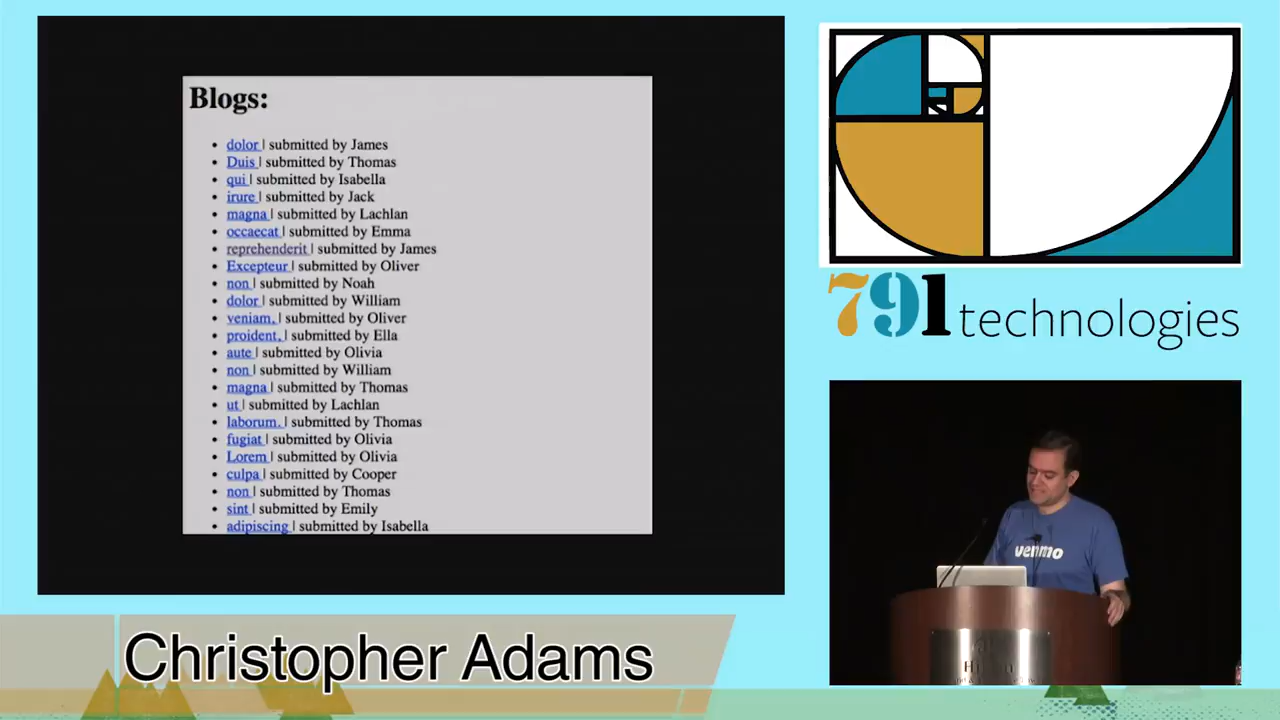 Blogs:
dolor | submitted by James
Duis | submitted by Thomas
qui | submitted by Isabella
irure | submitted by Jack
magna | submitted by Lachlan
occaecat | submitted by Emma
reprehenderit | submitted by James
Excepteur | submitted by Oliver
non | submitted by Noah
dolor | submitted by William
veniam, | submitted by Oliver
proident, | submitted by Ella
aute | submitted by Olivia
non | submitted by William
magna | submitted by Thomas
ut | submitted by Lachlan
laborum. | submitted by Thomas
fugiat | submitted by Olivia
Lorem | submitted by Olivia
culpa | submitted by Cooper
non | submitted by Thomas
sint | submitted by Emily
adipiscing | submitted by Isabella
791 technologies
venmo
Christopher Adams